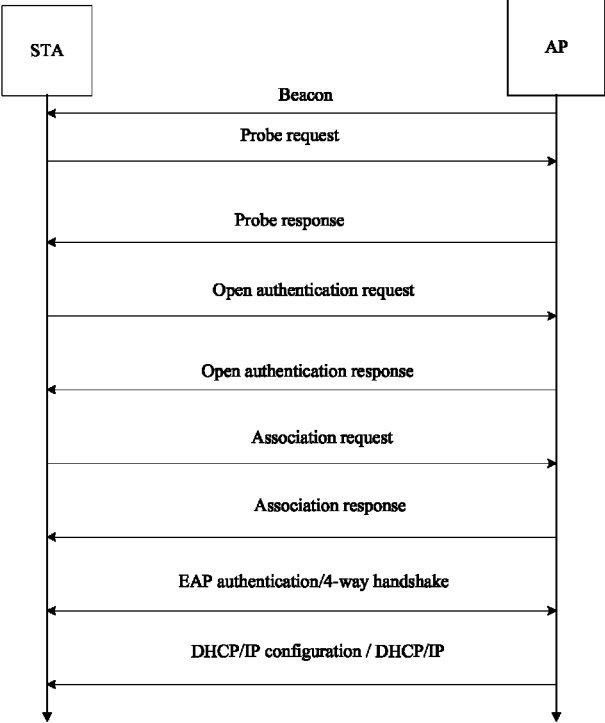 STA
AP
Beacon
Probe request
Probe response
Open authentication request
Open authentication response
Association request
Association response
EAP authentication/4-way handshake
DHCP/IP configuration / DHCP/IP